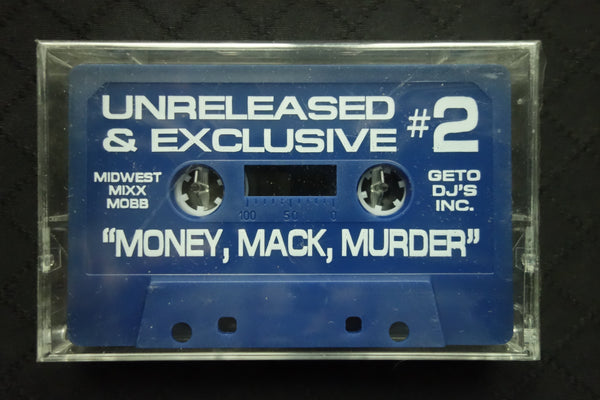 UNRELEASED
& EXCLUSIVE #2
MIDWEST
MIXX
MOBB
GETO
DJ'S
INC.
100 50 0
"MONEY, MACK, MURDER"